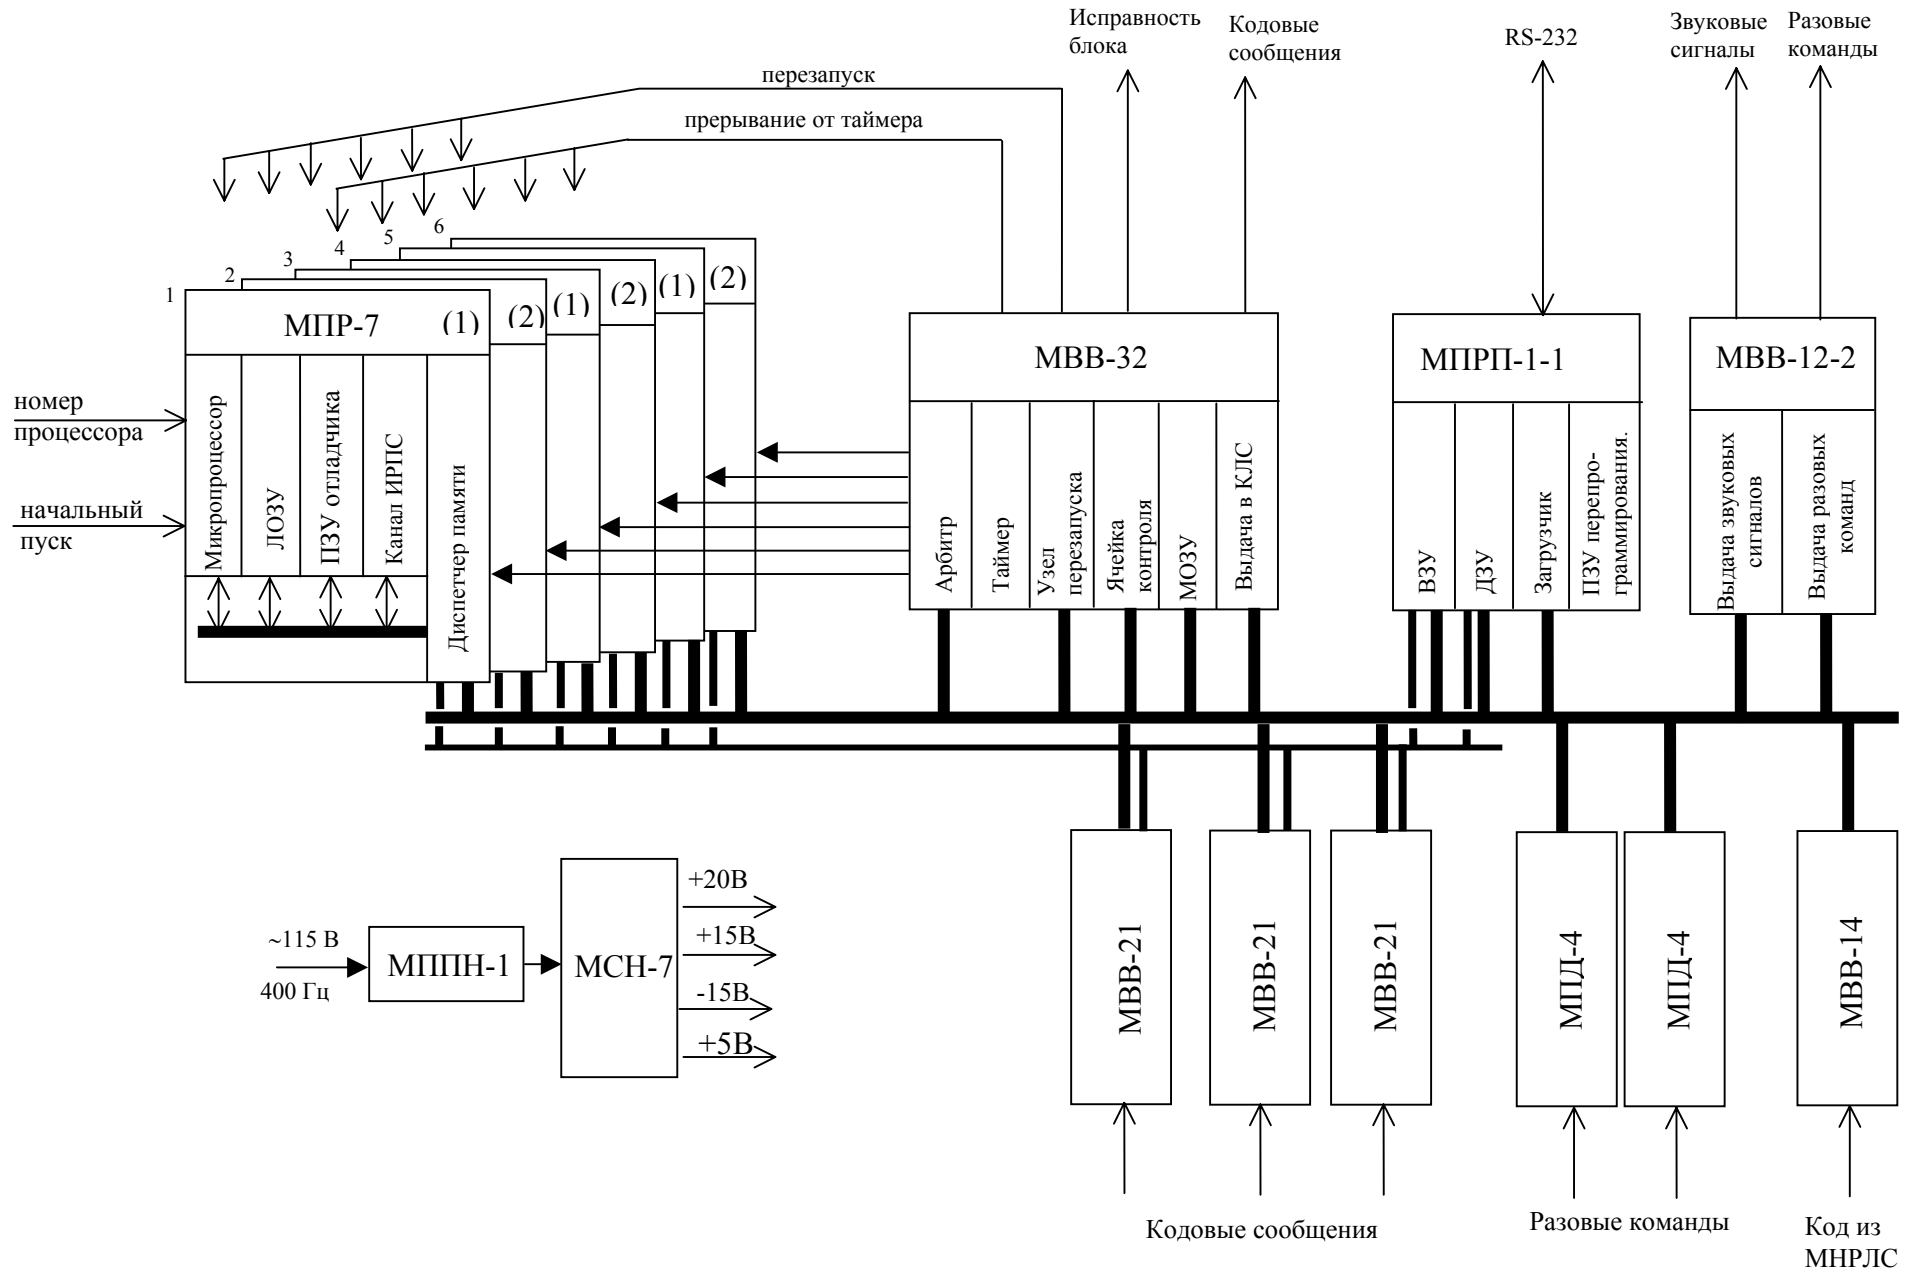 Исправность
блока
Кодовые
сообщения
RS-232
Звуковые
сигналы
Разовые
команды
перезапуск
прерывание от таймера
1
2
3
4
5
6
МПР-7
(1)
(2)
(1)
(2)
(1)
(2)
номер
процессора
начальный
пуск
Микропроцессор
ЛОЗУ
ПЗУ отладчика
Канал ИРПС
Диспетчер памяти
МВВ-32
Арбитр
Таймер
Узел
перезапуска
Ячейка
контроля
МОЗУ
Выдача в КЛС
МПРП-1-1
ВЗУ
ДЗУ
Загрузчик
ПЗУ перепро-
граммирования.
МВВ-12-2
Выдача звуковых
сигналов
Выдача разовых
команд
~115 В
400 Гц
МППН-1
МСН-7
+20В
+15В
-15В
+5В
МВВ-21
МВВ-21
МВВ-21
МПД-4
МПД-4
МВВ-14
Кодовые сообщения
Разовые команды
Код из
МНРЛС